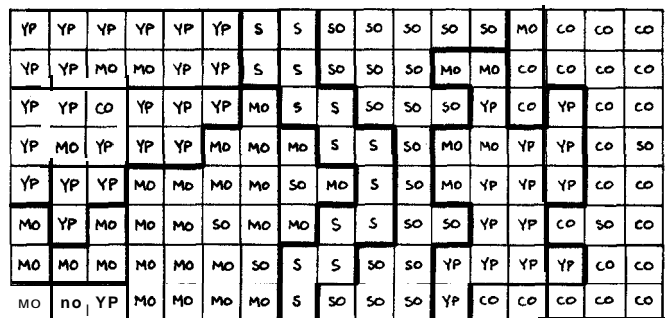 YP YP YP YP YP YP S S SO SO SO SO SO MO CO CO CO
YP YP MO MO YP YP S S SO SO SO MO MO CO CO CO CO
YP YP CO YP YP YP MO S S SO SO SO YP CO YP CO CO
YP MO YP YP YP MO MO MO S S SO MO MO YP YP CO SO
YP YP YP MO MO MO MO SO MO S SO MO YP YP YP CO CO
MO YP MO MO MO SO MO MO S S SO SO YP YP CO SO CO
MO MO MO MO MO MO SO S S SO SO YP YP YP YP CO CO
MO no YP MO MO MO MO S SO SO SO YP CO CO CO CO CO